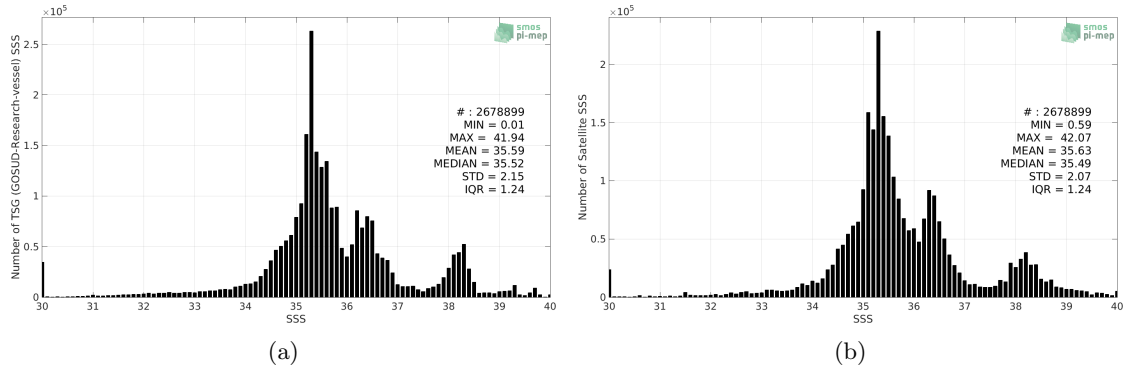 ×10⁵
2.5
2
1.5
1
0.5
0
30 31 32 33 34 35 36 37 38 39 40
SSS
Number of TSG (GOSUD-Research-vessel) SSS
smos
pi-mep
# : 2678899
MIN = 0.01
MAX = 41.94
MEAN = 35.59
MEDIAN = 35.52
STD = 2.15
IQR = 1.24
(a)
×10⁵
2
1.5
1
0.5
0
30 31 32 33 34 35 36 37 38 39 40
SSS
Number of Satellite SSS
smos
pi-mep
# : 2678899
MIN = 0.59
MAX = 42.07
MEAN = 35.63
MEDIAN = 35.49
STD = 2.07
IQR = 1.24
(b)